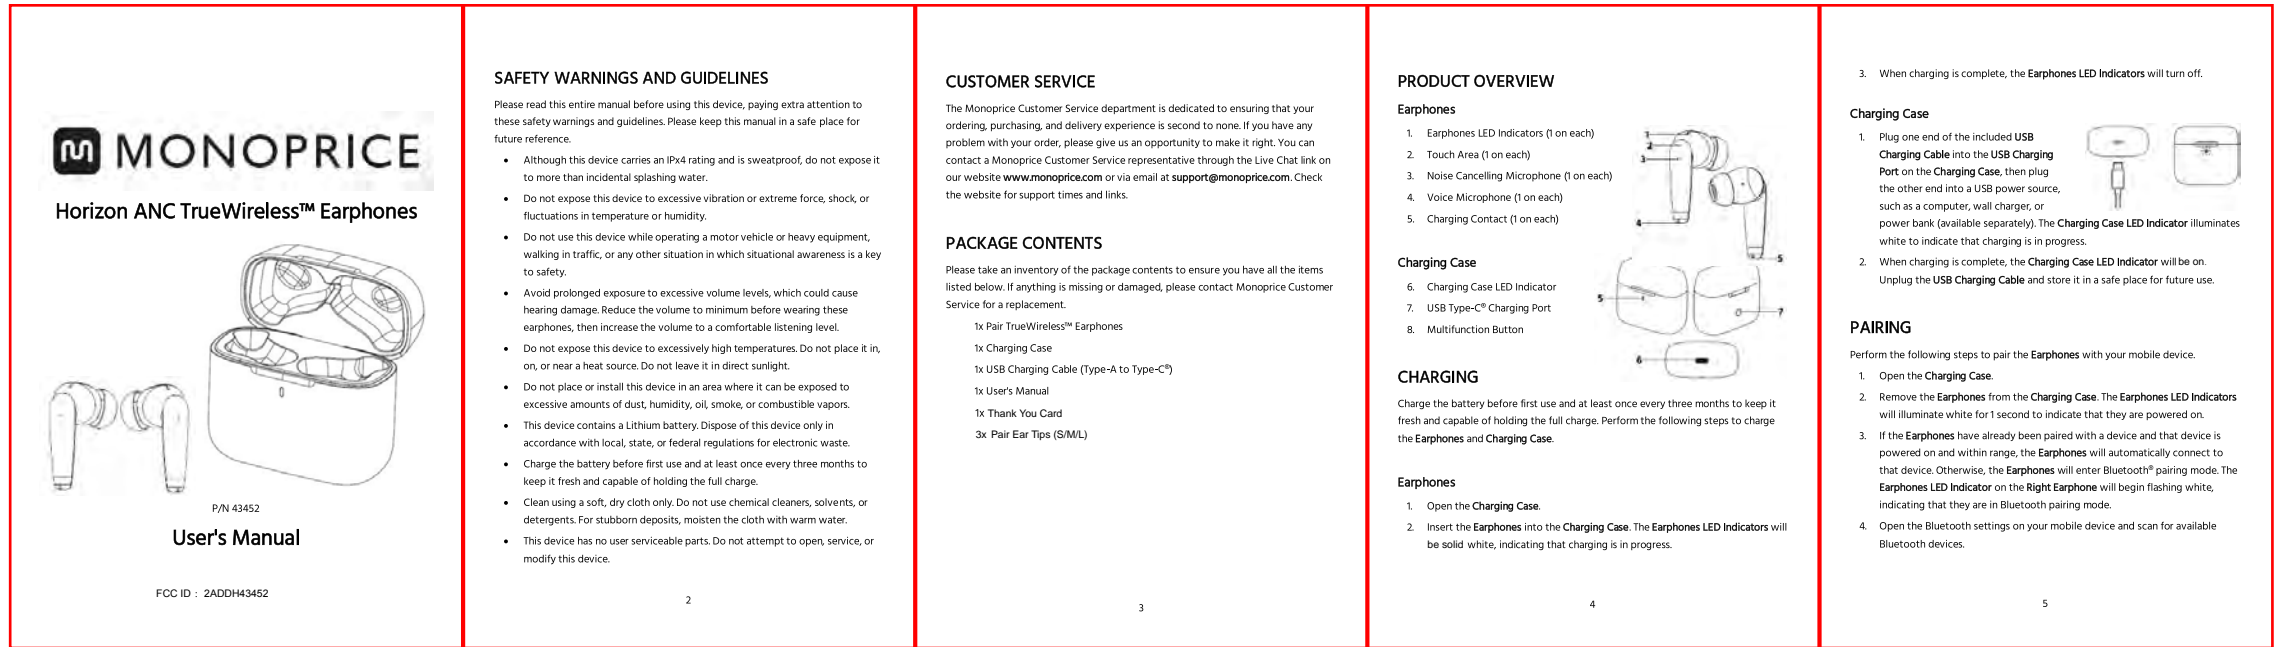 MONOPRICE
Horizon ANC TrueWireless™ Earphones
P/N 43452
User's Manual
FCC ID : 2ADDH43452
SAFETY WARNINGS AND GUIDELINES
Please read this entire manual before using this device, paying extra attention to
these safety warnings and guidelines. Please keep this manual in a safe place for
future reference.
• Although this device carries an IPx4 rating and is sweatproof, do not expose it
to more than incidental splashing water.
• Do not expose this device to excessive vibration or extreme force, shock, or
fluctuations in temperature or humidity.
• Do not use this device while operating a motor vehicle or heavy equipment,
walking in traffic, or any other situation in which situational awareness is a key
to safety.
• Avoid prolonged exposure to excessive volume levels, which could cause
hearing damage. Reduce the volume to minimum before wearing these
earphones, then increase the volume to a comfortable listening level.
• Do not expose this device to excessively high temperatures. Do not place it in,
on, or near a heat source. Do not leave it in direct sunlight.
• Do not place or install this device in an area where it can be exposed to
excessive amounts of dust, humidity, oil, smoke, or combustible vapors.
• This device contains a Lithium battery. Dispose of this device only in
accordance with local, state, or federal regulations for electronic waste.
• Charge the battery before first use and at least once every three months to
keep it fresh and capable of holding the full charge.
• Clean using a soft, dry cloth only. Do not use chemical cleaners, solvents, or
detergents. For stubborn deposits, moisten the cloth with warm water.
• This device has no user serviceable parts. Do not attempt to open, service, or
modify this device.
2
CUSTOMER SERVICE
The Monoprice Customer Service department is dedicated to ensuring that your
ordering, purchasing, and delivery experience is second to none. If you have any
problem with your order, please give us an opportunity to make it right. You can
contact a Monoprice Customer Service representative through the Live Chat link on
our website www.monoprice.com or via email at support@monoprice.com. Check
the website for support times and links.
PACKAGE CONTENTS
Please take an inventory of the package contents to ensure you have all the items
listed below. If anything is missing or damaged, please contact Monoprice Customer
Service for a replacement.
1x Pair TrueWireless™ Earphones
1x Charging Case
1x USB Charging Cable (Type-A to Type-C®)
1x User's Manual
1x Thank You Card
3x Pair Ear Tips (S/M/L)
3
PRODUCT OVERVIEW
Earphones
1. Earphones LED Indicators (1 on each)
2. Touch Area (1 on each)
3. Noise Cancelling Microphone (1 on each)
4. Voice Microphone (1 on each)
5. Charging Contact (1 on each)
1
2
3
4
5
Charging Case
6. Charging Case LED Indicator
7. USB Type-C® Charging Port
8. Multifunction Button
5
7
6
CHARGING
Charge the battery before first use and at least once every three months to keep it
fresh and capable of holding the full charge. Perform the following steps to charge
the Earphones and Charging Case.
Earphones
1. Open the Charging Case.
2. Insert the Earphones into the Charging Case. The Earphones LED Indicators will
be solid white, indicating that charging is in progress.
4
3. When charging is complete, the Earphones LED Indicators will turn off.
Charging Case
1. Plug one end of the included USB
Charging Cable into the USB Charging
Port on the Charging Case, then plug
the other end into a USB power source,
such as a computer, wall charger, or
power bank (available separately). The Charging Case LED Indicator illuminates
white to indicate that charging is in progress.
2. When charging is complete, the Charging Case LED Indicator will be on.
Unplug the USB Charging Cable and store it in a safe place for future use.
PAIRING
Perform the following steps to pair the Earphones with your mobile device.
1. Open the Charging Case.
2. Remove the Earphones from the Charging Case. The Earphones LED Indicators
will illuminate white for 1 second to indicate that they are powered on.
3. If the Earphones have already been paired with a device and that device is
powered on and within range, the Earphones will automatically connect to
that device. Otherwise, the Earphones will enter Bluetooth® pairing mode. The
Earphones LED Indicator on the Right Earphone will begin flashing white,
indicating that they are in Bluetooth pairing mode.
4. Open the Bluetooth settings on your mobile device and scan for available
Bluetooth devices.
5